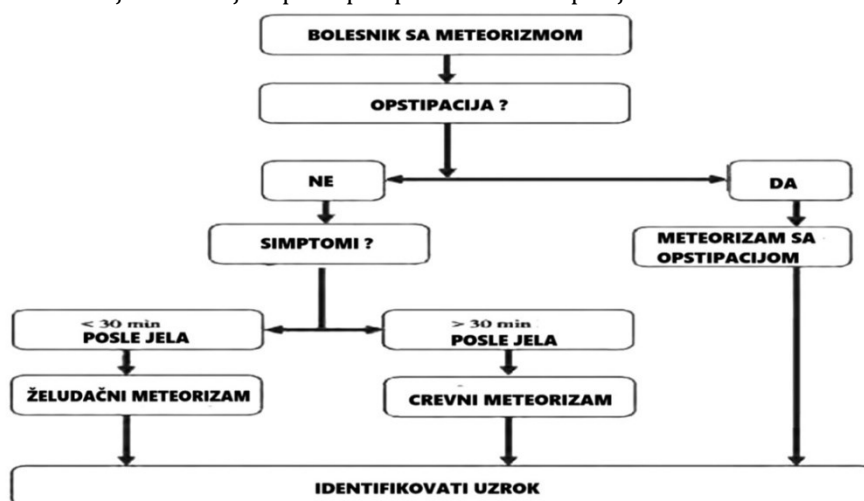 BOLESNIK SA METEORIZMOM
OPSTIPACIJA ?
NE
DA
SIMPTOMI ?
METEORIZAM SA
OPSTIPACIJOM
< 30 min
POSLE JELA
> 30 min
POSLE JELA
ŽELUDAČNI METEORIZAM
CREVNI METEORIZAM
IDENTIFIKOVATI UZROK